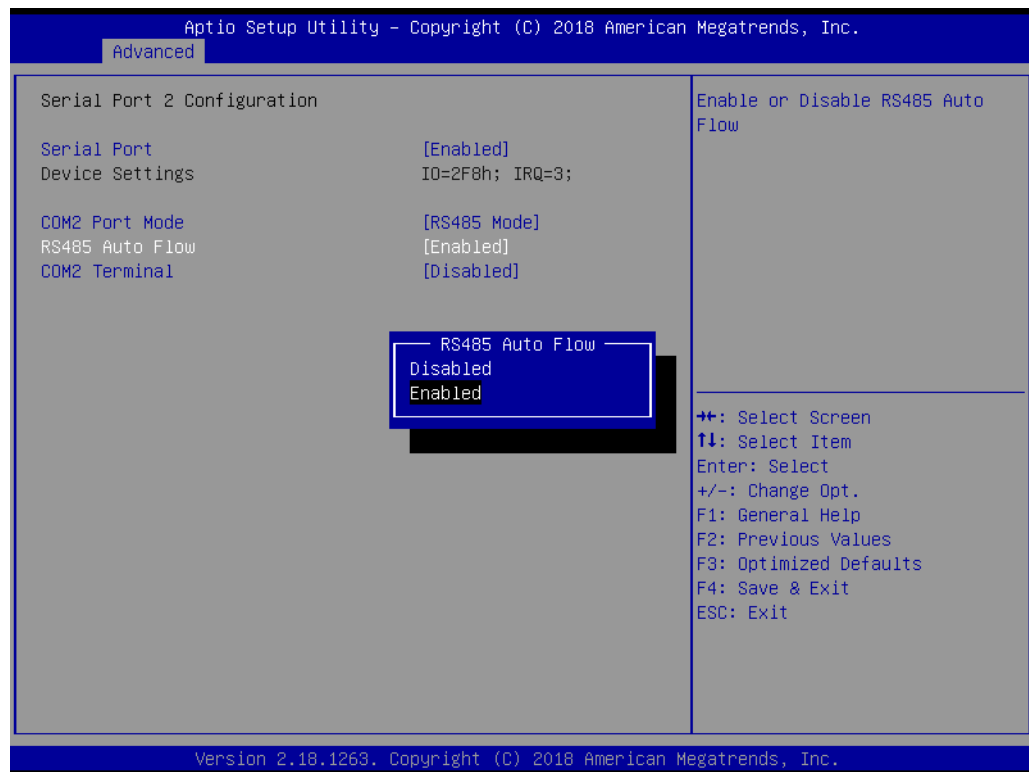 Aptio Setup Utility – Copyright (C) 2018 American Megatrends, Inc.
Advanced
Serial Port 2 Configuration
Serial Port [Enabled]
Device Settings IO=2F8h; IRQ=3;
COM2 Port Mode [RS485 Mode]
RS485 Auto Flow [Enabled]
COM2 Terminal [Disabled]
RS485 Auto Flow
Disabled
Enabled
Enable or Disable RS485 Auto
Flow
→←: Select Screen
↑↓: Select Item
Enter: Select
+/-: Change Opt.
F1: General Help
F2: Previous Values
F3: Optimized Defaults
F4: Save & Exit
ESC: Exit
Version 2.18.1263. Copyright (C) 2018 American Megatrends, Inc.